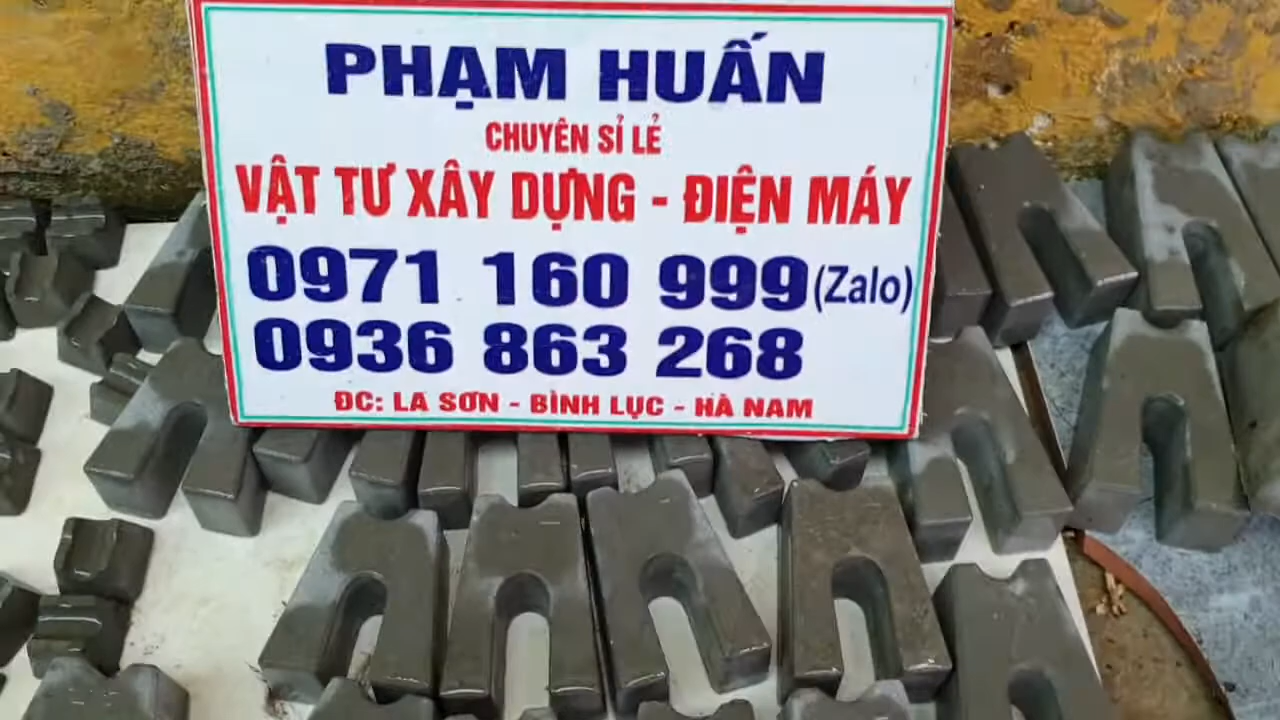 PHẠM HUẤN
CHUYÊN SỈ LẺ
VẬT TƯ XÂY DỰNG - ĐIỆN MÁY
0971 160 999 (Zalo)
0936 863 268
ĐC: LA SƠN - BÌNH LỤC - HÀ NAM